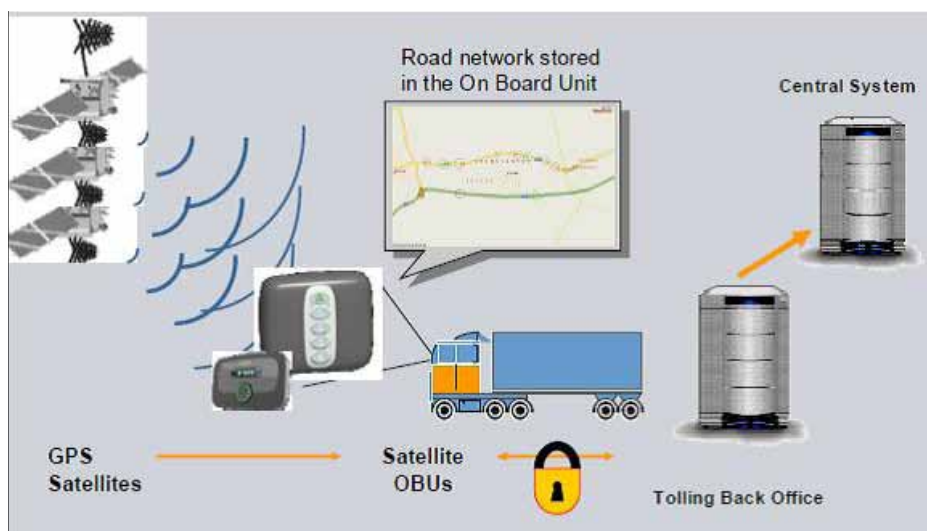 Road network stored
in the On Board Unit
Central System
GPS
Satellites
Satellite
OBUs
Tolling Back Office